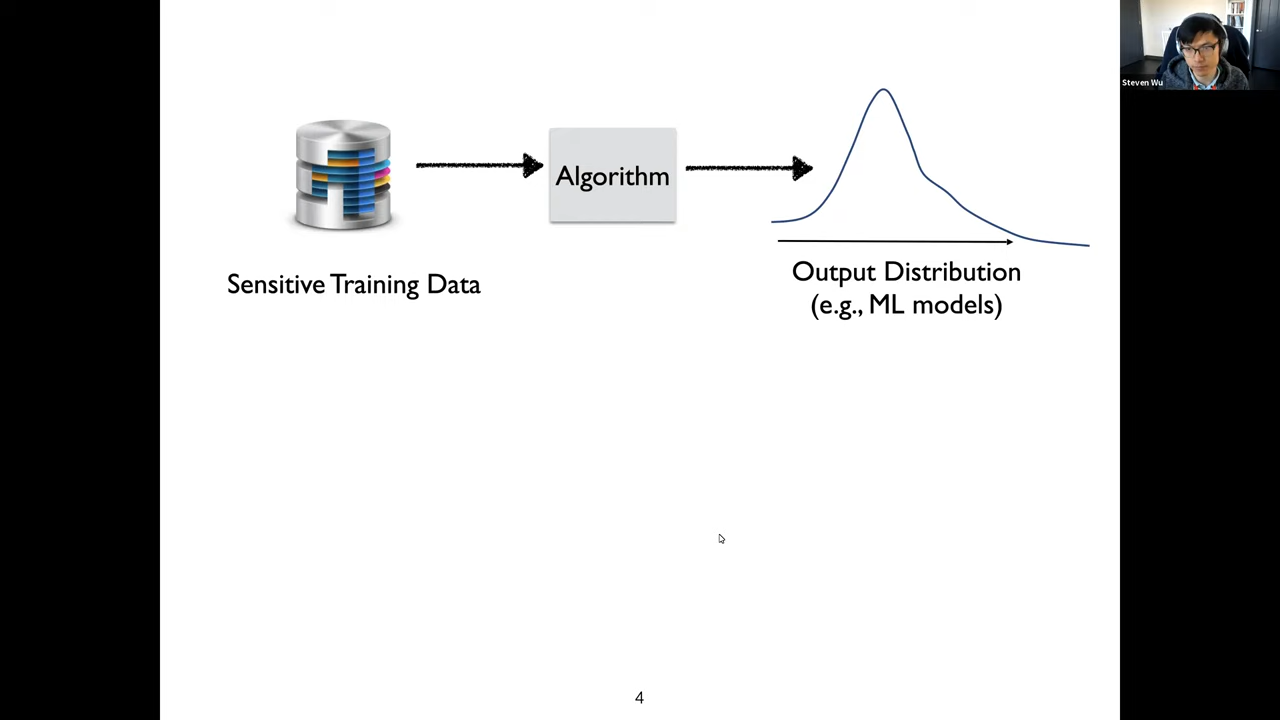 Steven Wu
Algorithm
Sensitive Training Data
Output Distribution
(e.g., ML models)
4